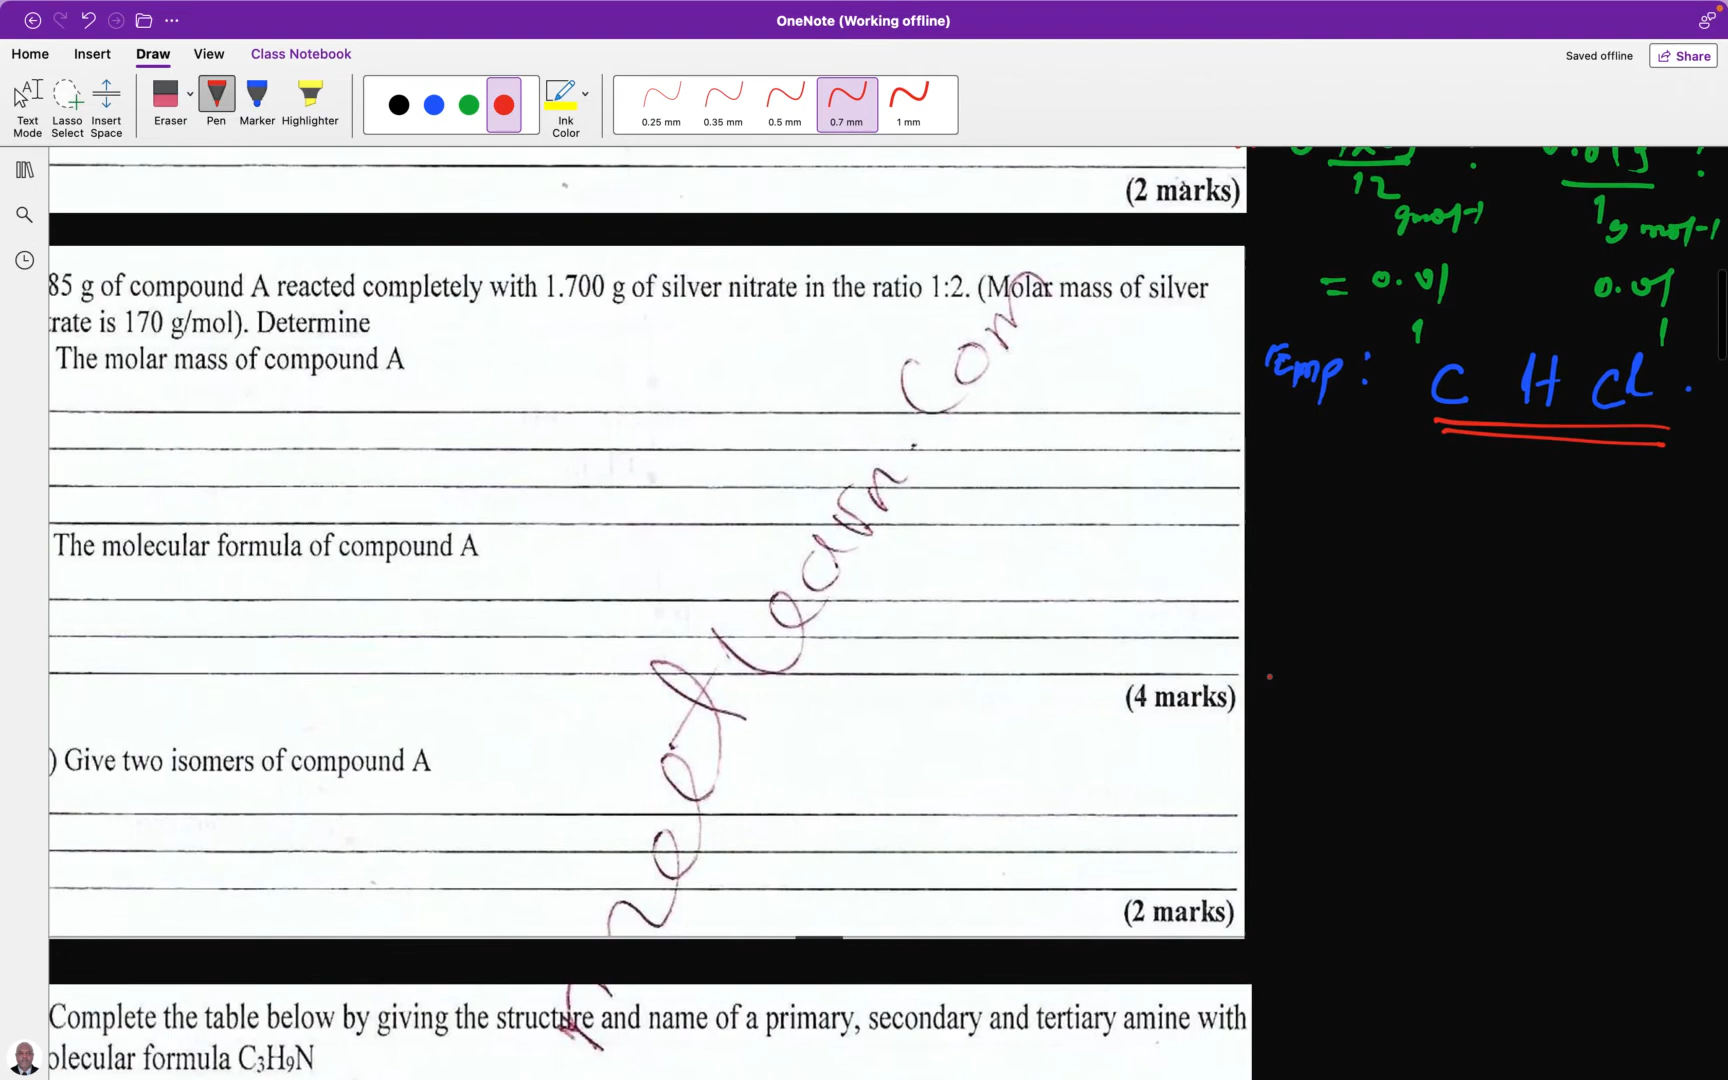 OneNote (Working offline)
Home Insert Draw View Class Notebook
Saved offline Share
Text Mode
Lasso Select
Insert Space
Eraser
Pen
Marker
Highlighter
Ink Color
0.25 mm 0.35 mm 0.5 mm 0.7 mm 1 mm
(2 marks)
85 g of compound A reacted completely with 1.700 g of silver nitrate in the ratio 1:2. (Molar mass of silver
rate is 170 g/mol). Determine
The molar mass of compound A
The molecular formula of compound A
(4 marks)
) Give two isomers of compound A
(2 marks)
Complete the table below by giving the structure and name of a primary, secondary and tertiary amine with
olecular formula C₃H₉N
12 gmol-1
1 g mol-1
= 0.01 0.01
1 1
Emp: C H Cl.